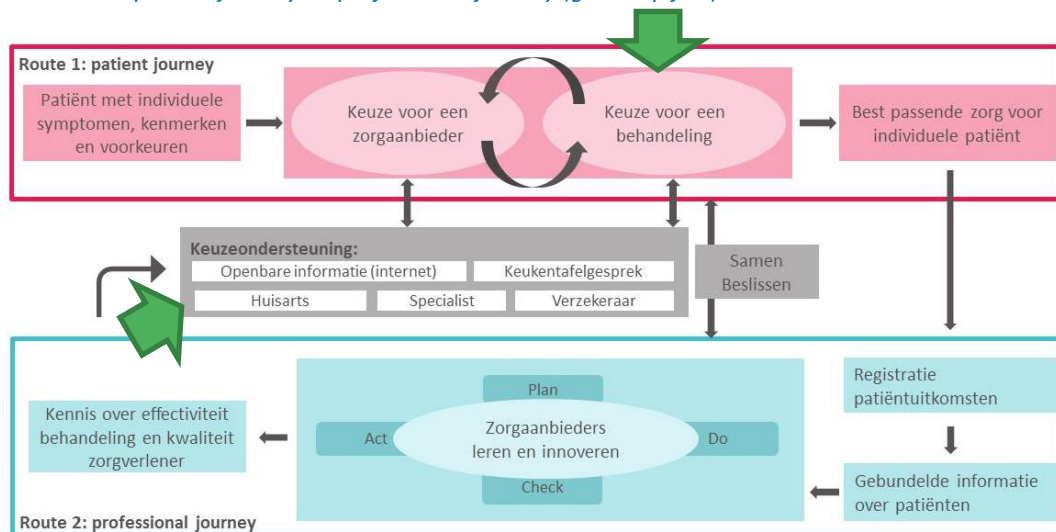 Route 1: patient journey
Patiënt met individuele
symptomen, kenmerken
en voorkeuren
Keuze voor een
zorgaanbieder
Keuze voor een
behandeling
Best passende zorg voor
individuele patiënt
Keuzeondersteuning:
Openbare informatie (internet)
Keukentafelgesprek
Huisarts
Specialist
Verzekeraar
Samen
Beslissen
Kennis over effectiviteit
behandeling en kwaliteit
zorgverlener
Plan
Act
Zorgaanbieders
leren en innoveren
Do
Check
Registratie
patiëntuitkomsten
Gebundelde informatie
over patiënten
Route 2: professional journey